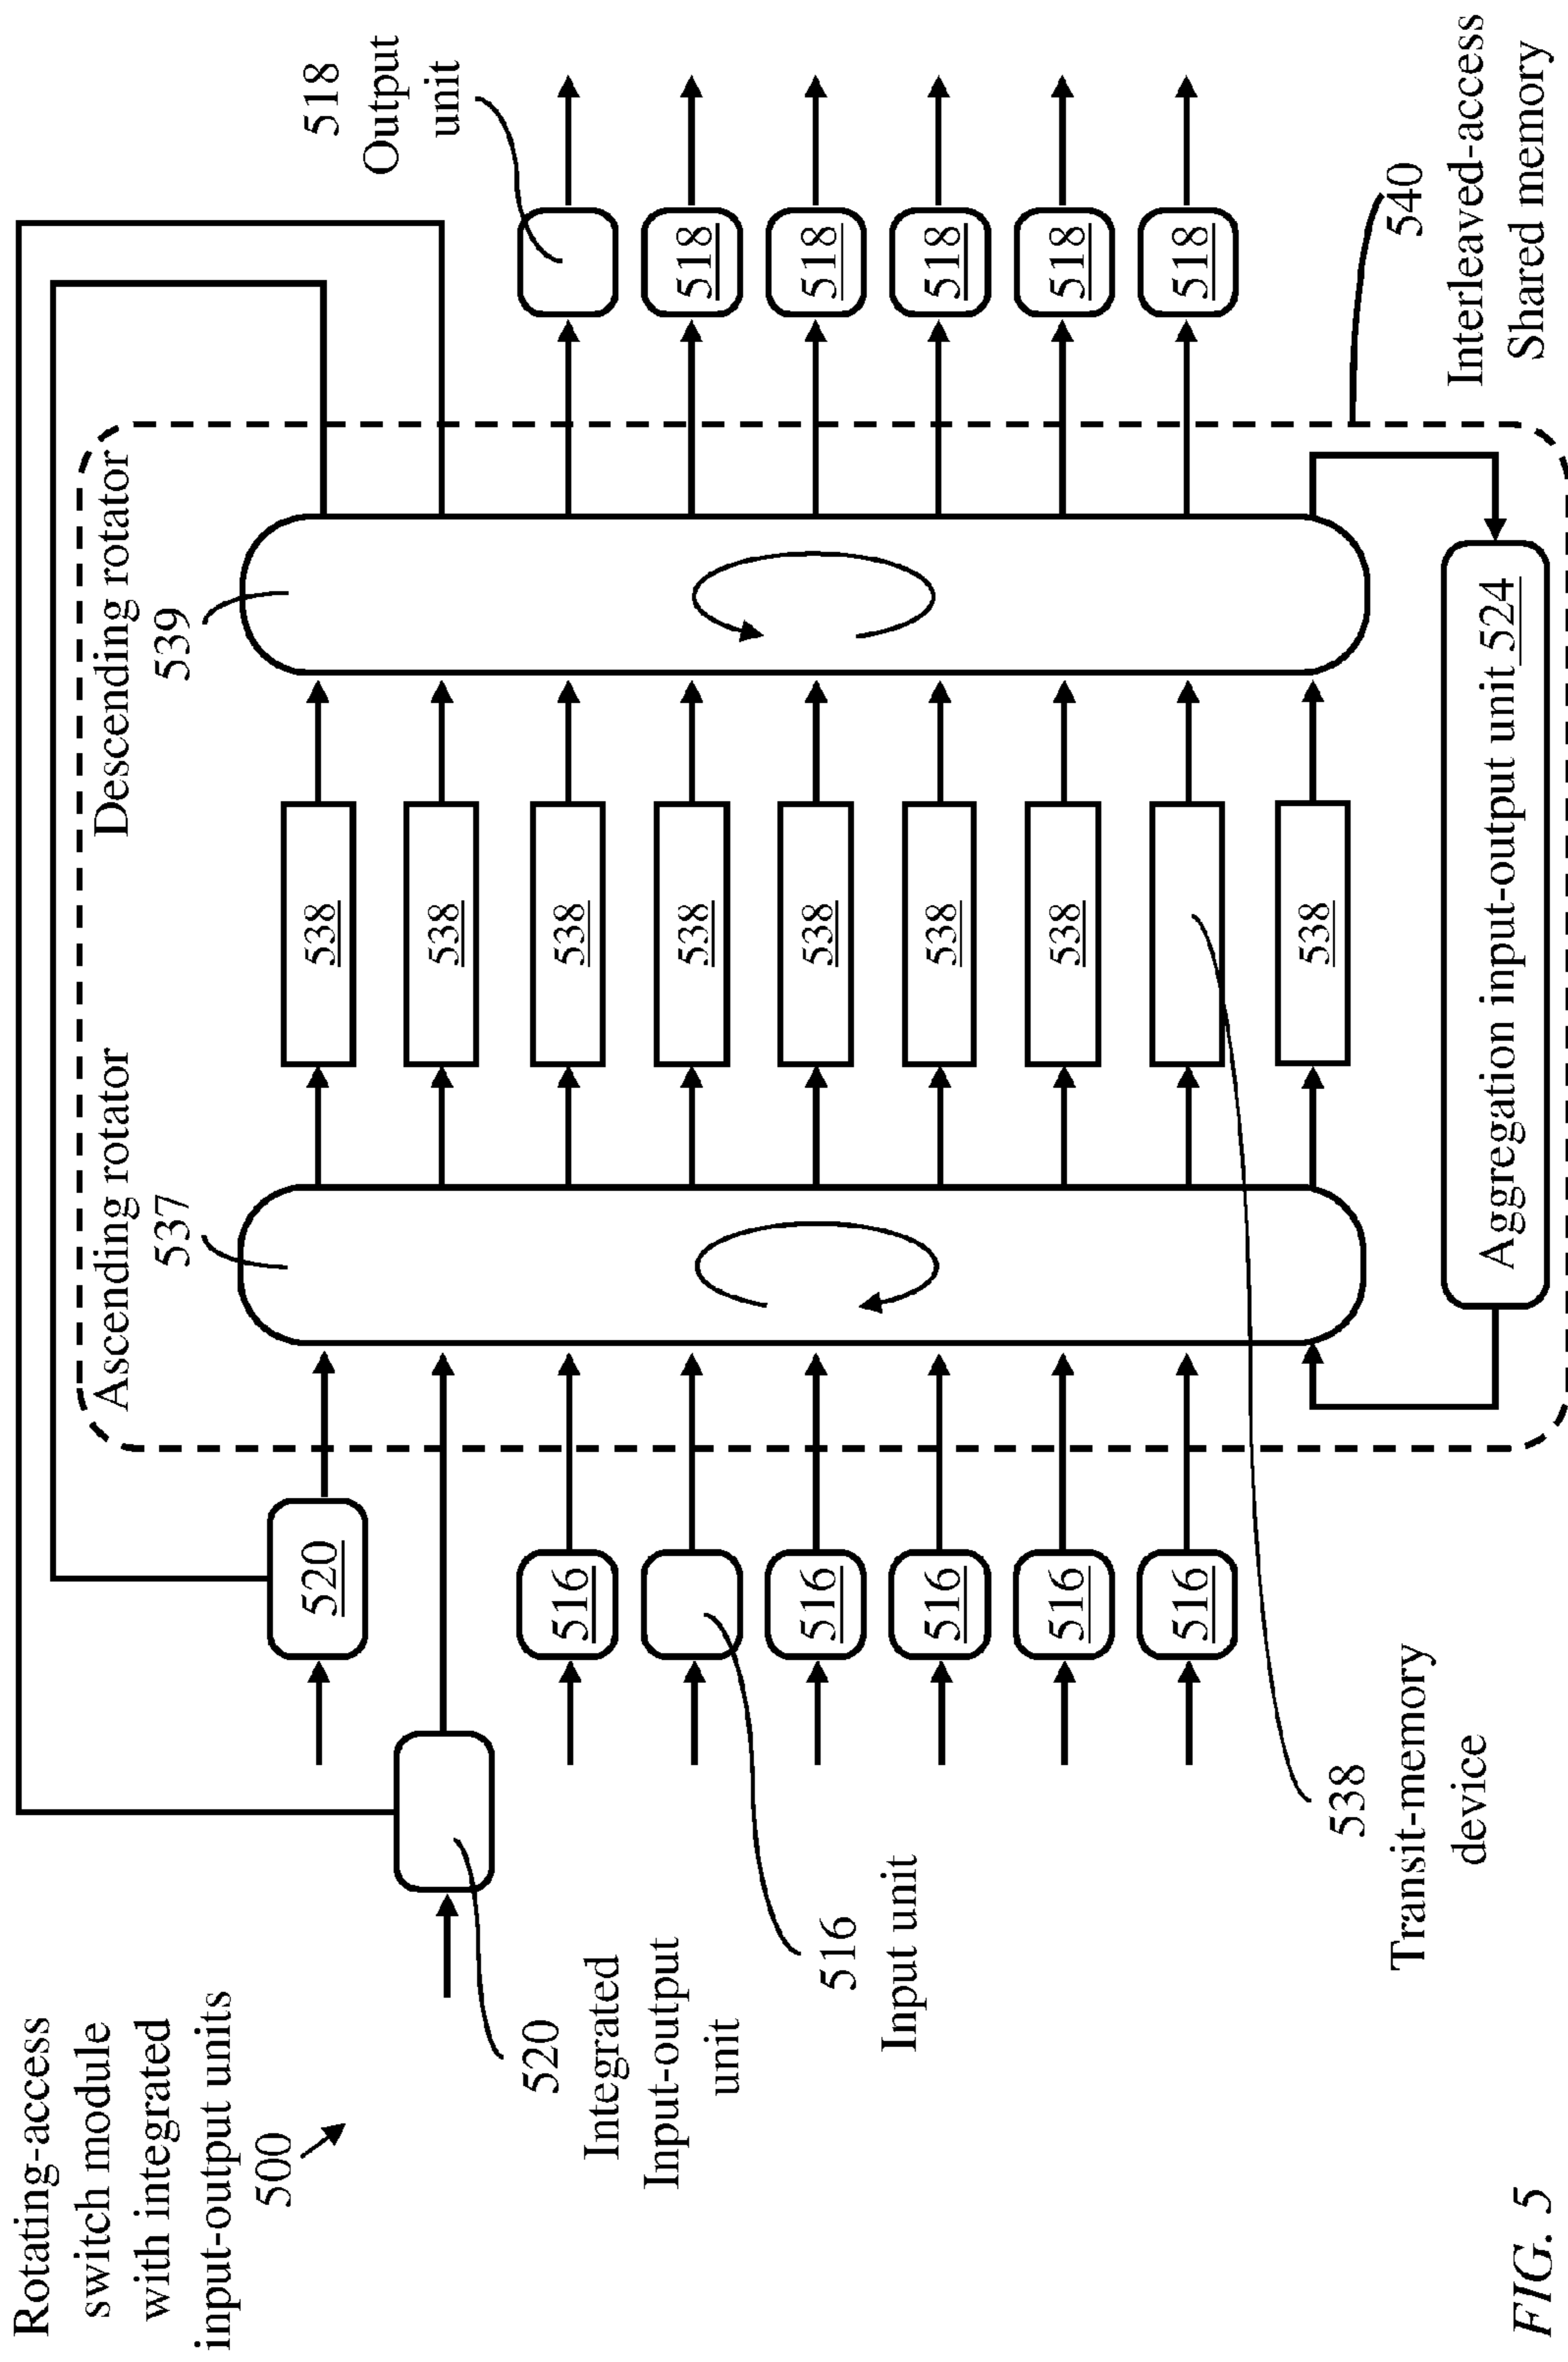 Rotating-access
switch module
with integrated
input-output units
500
520
Integrated
Input-output
unit
516
Input unit
538
Transit-memory
device
520
516
516
516
516
516
Ascending rotator
537
538
538
538
538
538
538
538
538
Descending rotator
539
Aggregation input-output unit 524
518
Output
unit
518
518
518
518
518
540
Interleaved-access
Shared memory
FIG. 5